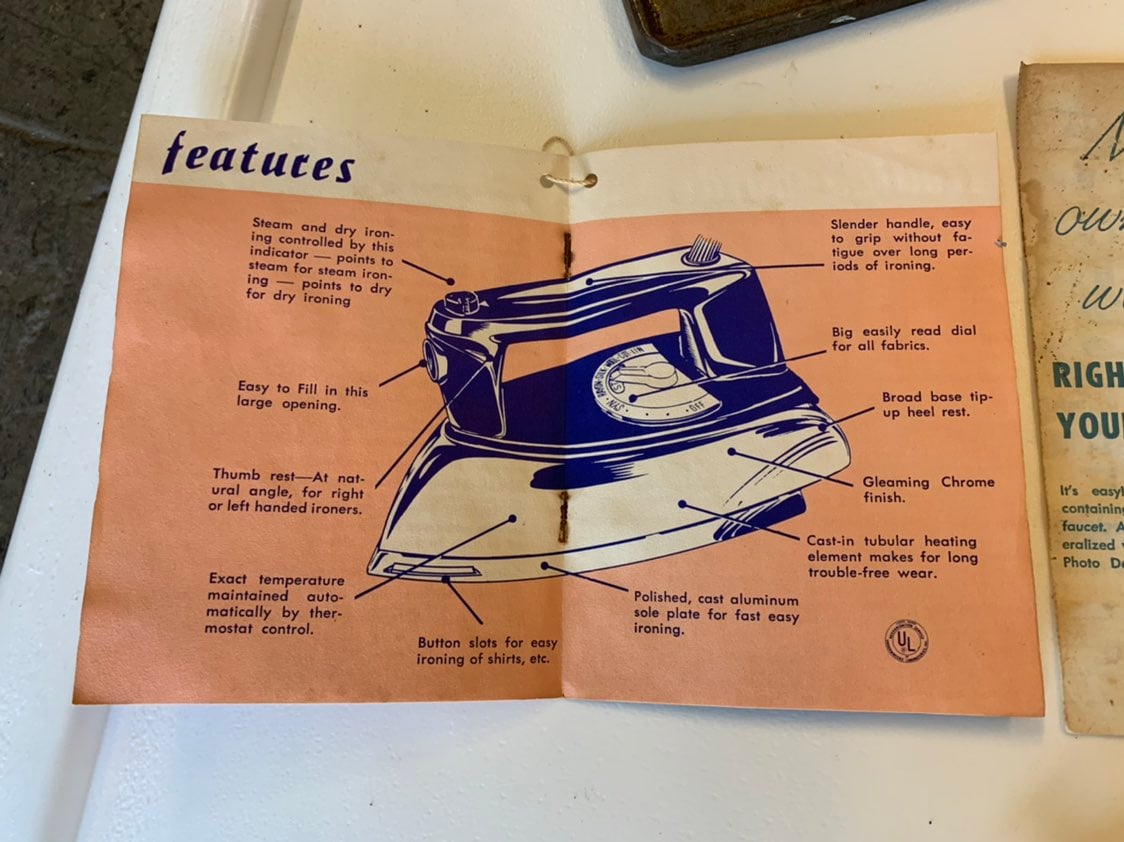 features
Steam and dry iron-
ing controlled by this
indicator — points to
steam for steam iron-
ing — points to dry
for dry ironing
Easy to Fill in this
large opening.
Thumb rest—At nat-
ural angle, for right
or left handed ironers.
Exact temperature
maintained auto-
matically by ther-
mostat control.
Button slots for easy
ironing of shirts, etc.
Slender handle, easy
to grip without fa-
tigue over long per-
iods of ironing.
Big easily read dial
for all fabrics.
OFF
Broad base tip-
up heel rest.
Gleaming Chrome
finish.
Cast-in tubular heating
element makes for long
trouble-free wear.
Polished, cast aluminum
sole plate for fast easy
ironing.
UL
RIGH
YOU
It's easy
containing
faucet. A
eralized
Photo De